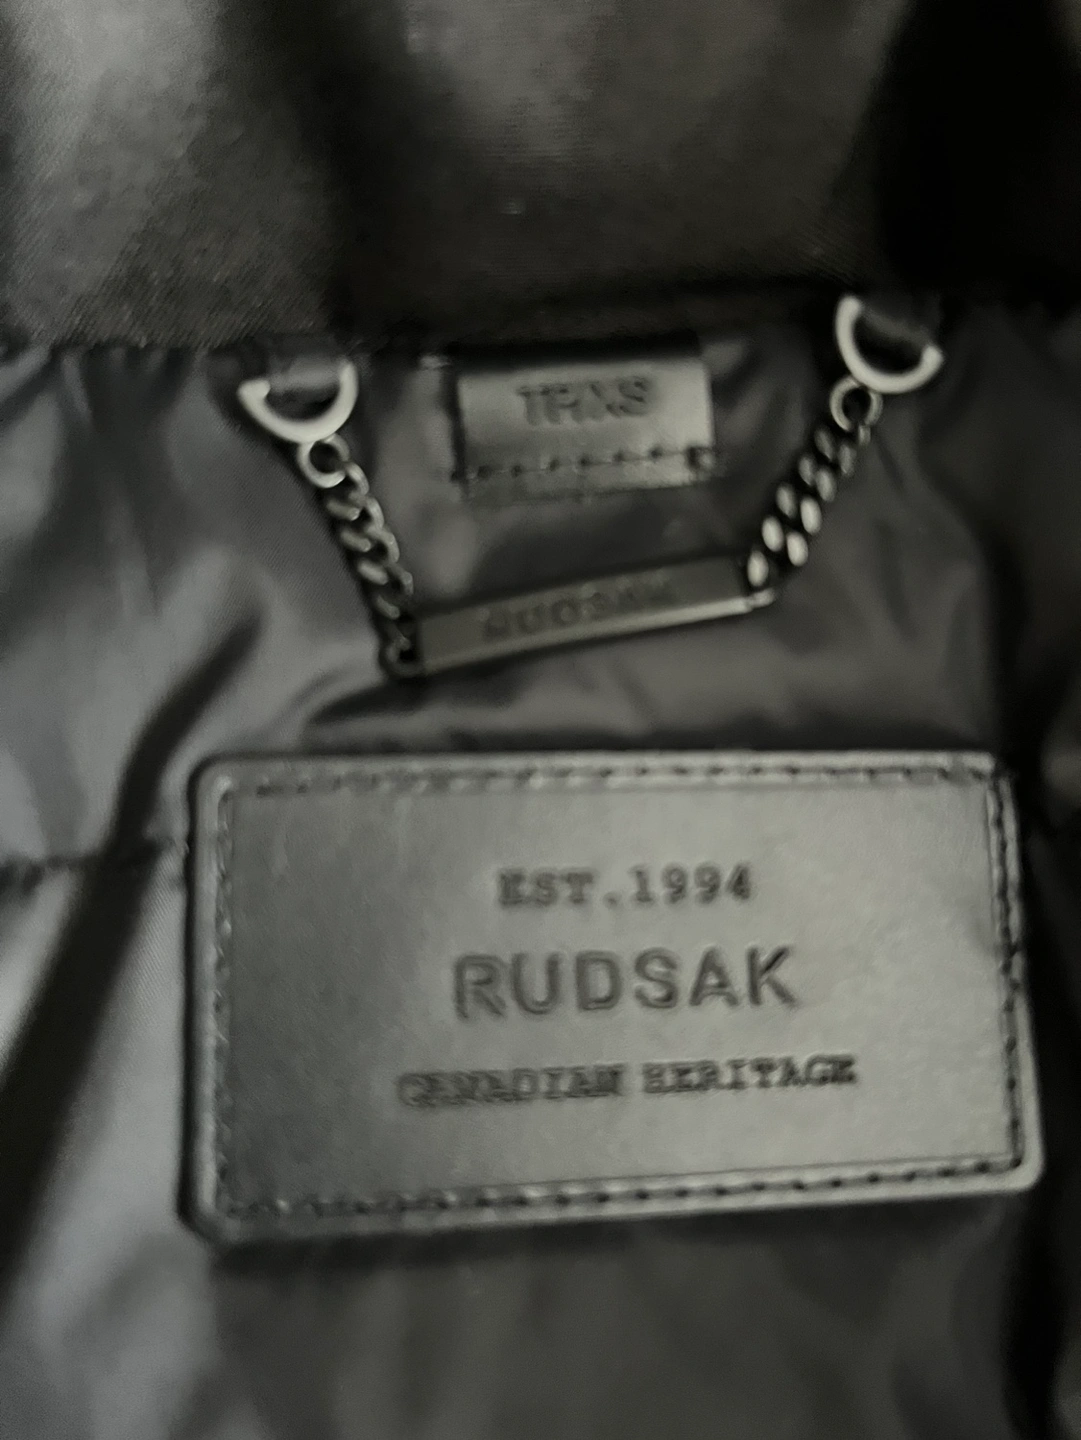 RUDSAK
EST.1994
RUDSAK
CANADIAN HERITAGE